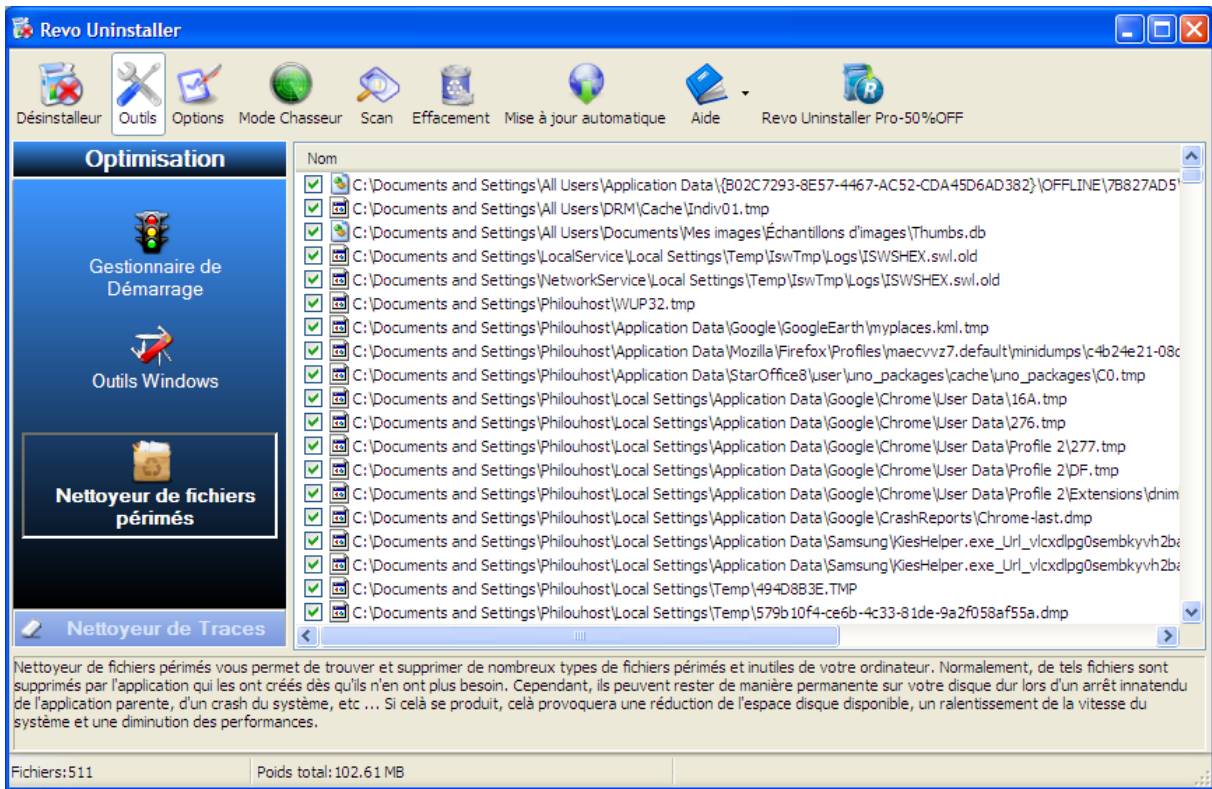 Revo Uninstaller
Désinstalleur Outils Options Mode Chasseur Scan Effacement Mise à jour automatique Aide Revo Uninstaller Pro-50%OFF
Optimisation
Gestionnaire de
Démarrage
Outils Windows
Nettoyeur de fichiers
périmés
Nettoyeur de Traces
Nom
C:\Documents and Settings\All Users\Application Data\{B02C7293-8E57-4467-AC52-CDA45D6AD382}\OFFLINE\7B827AD5\
C:\Documents and Settings\All Users\DRM\Cache\Indiv01.tmp
C:\Documents and Settings\All Users\Documents\Mes images\Échantillons d'images\Thumbs.db
C:\Documents and Settings\LocalService\Local Settings\Temp\IswTmp\Logs\ISWSHEX.swl.old
C:\Documents and Settings\NetworkService\Local Settings\Temp\IswTmp\Logs\ISWSHEX.swl.old
C:\Documents and Settings\Philouhost\WUP32.tmp
C:\Documents and Settings\Philouhost\Application Data\Google\GoogleEarth\myplaces.kml.tmp
C:\Documents and Settings\Philouhost\Application Data\Mozilla\Firefox\Profiles\maecvvz7.default\minidumps\c4b24e21-08c
C:\Documents and Settings\Philouhost\Application Data\StarOffice8\user\uno_packages\cache\uno_packages\C0.tmp
C:\Documents and Settings\Philouhost\Local Settings\Application Data\Google\Chrome\User Data\16A.tmp
C:\Documents and Settings\Philouhost\Local Settings\Application Data\Google\Chrome\User Data\276.tmp
C:\Documents and Settings\Philouhost\Local Settings\Application Data\Google\Chrome\User Data\Profile 2\277.tmp
C:\Documents and Settings\Philouhost\Local Settings\Application Data\Google\Chrome\User Data\Profile 2\DF.tmp
C:\Documents and Settings\Philouhost\Local Settings\Application Data\Google\Chrome\User Data\Profile 2\Extensions\dnim
C:\Documents and Settings\Philouhost\Local Settings\Application Data\Google\CrashReports\Chrome-last.dmp
C:\Documents and Settings\Philouhost\Local Settings\Application Data\Samsung\KiesHelper.exe_Url_vlcxdlpg0sembkyvh2ba
C:\Documents and Settings\Philouhost\Local Settings\Application Data\Samsung\KiesHelper.exe_Url_vlcxdlpg0sembkyvh2ba
C:\Documents and Settings\Philouhost\Local Settings\Temp\494D8B3E.TMP
C:\Documents and Settings\Philouhost\Local Settings\Temp\579b10f4-ce6b-4c33-81de-9a2f058af55a.dmp
Nettoyeur de fichiers périmés vous permet de trouver et supprimer de nombreux types de fichiers périmés et inutiles de votre ordinateur. Normalement, de tels fichiers sont
supprimés par l'application qui les ont créés dès qu'ils n'en ont plus besoin. Cependant, ils peuvent rester de manière permanente sur votre disque dur lors d'un arrêt innatendu
de l'application parente, d'un crash du système, etc ... Si celà se produit, celà provoquera une réduction de l'espace disque disponible, un ralentissement de la vitesse du
système et une diminution des performances.
Fichiers:511 Poids total:102.61 MB